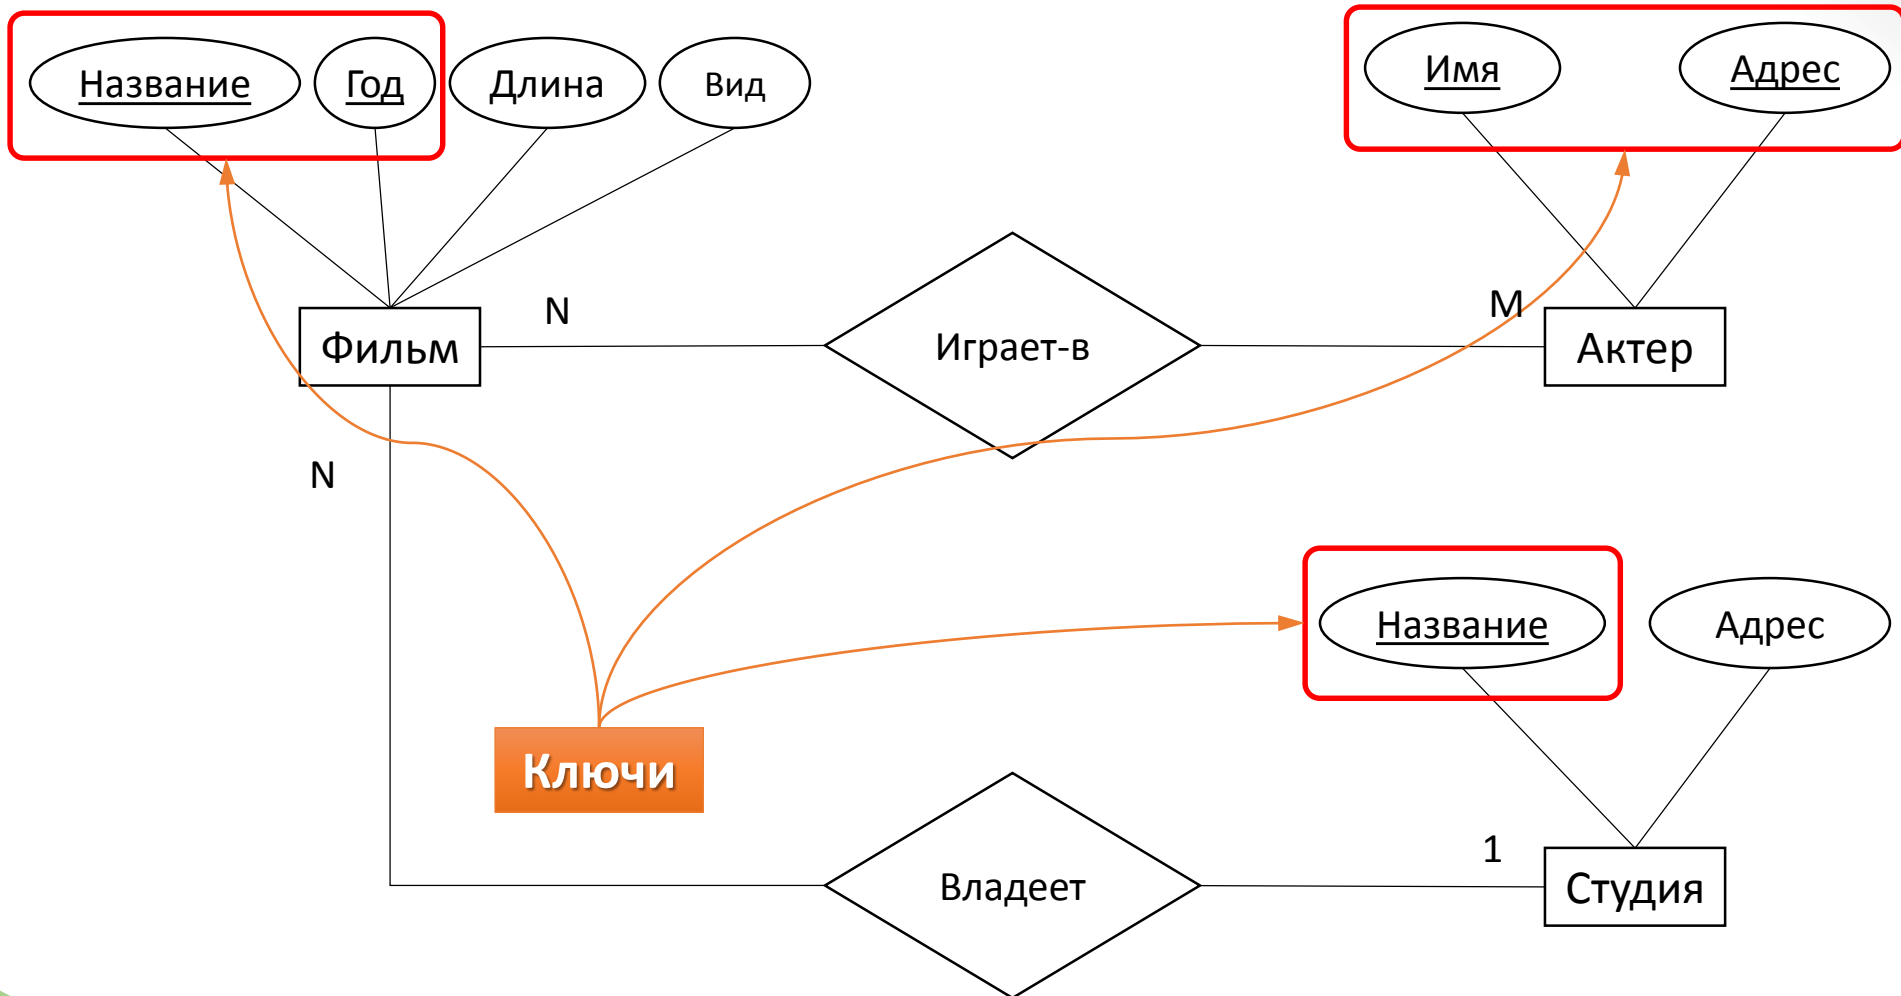 Название
Год
Длина
Вид
Имя
Адрес
N
M
Фильм
Играет-в
Актер
N
Название
Адрес
Ключи
1
Владеет
Студия